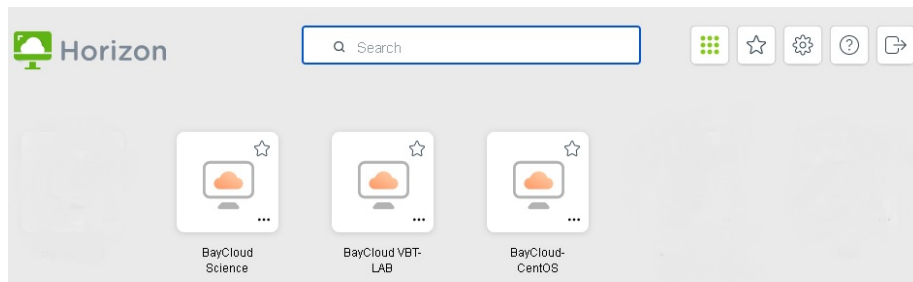 Horizon
Search
BayCloud
Science
BayCloud VBT-
LAB
BayCloud-
CentOS